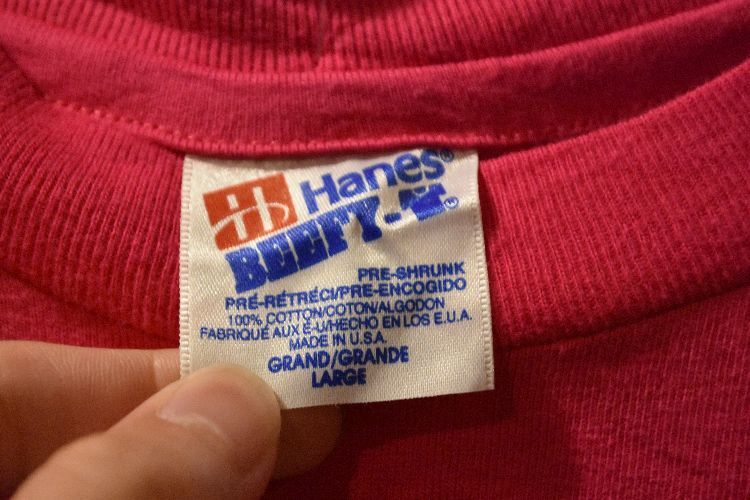 Hanes®
BEEFY-T®
PRE-SHRUNK
PRÉ-RÉTRÉCI/PRE-ENCOGIDO
100% COTTON/COTON/ALGODON
FABRIQUÉ AUX É-U/HECHO EN LOS E.U.A.
MADE IN U.S.A.
GRAND/GRANDE
LARGE